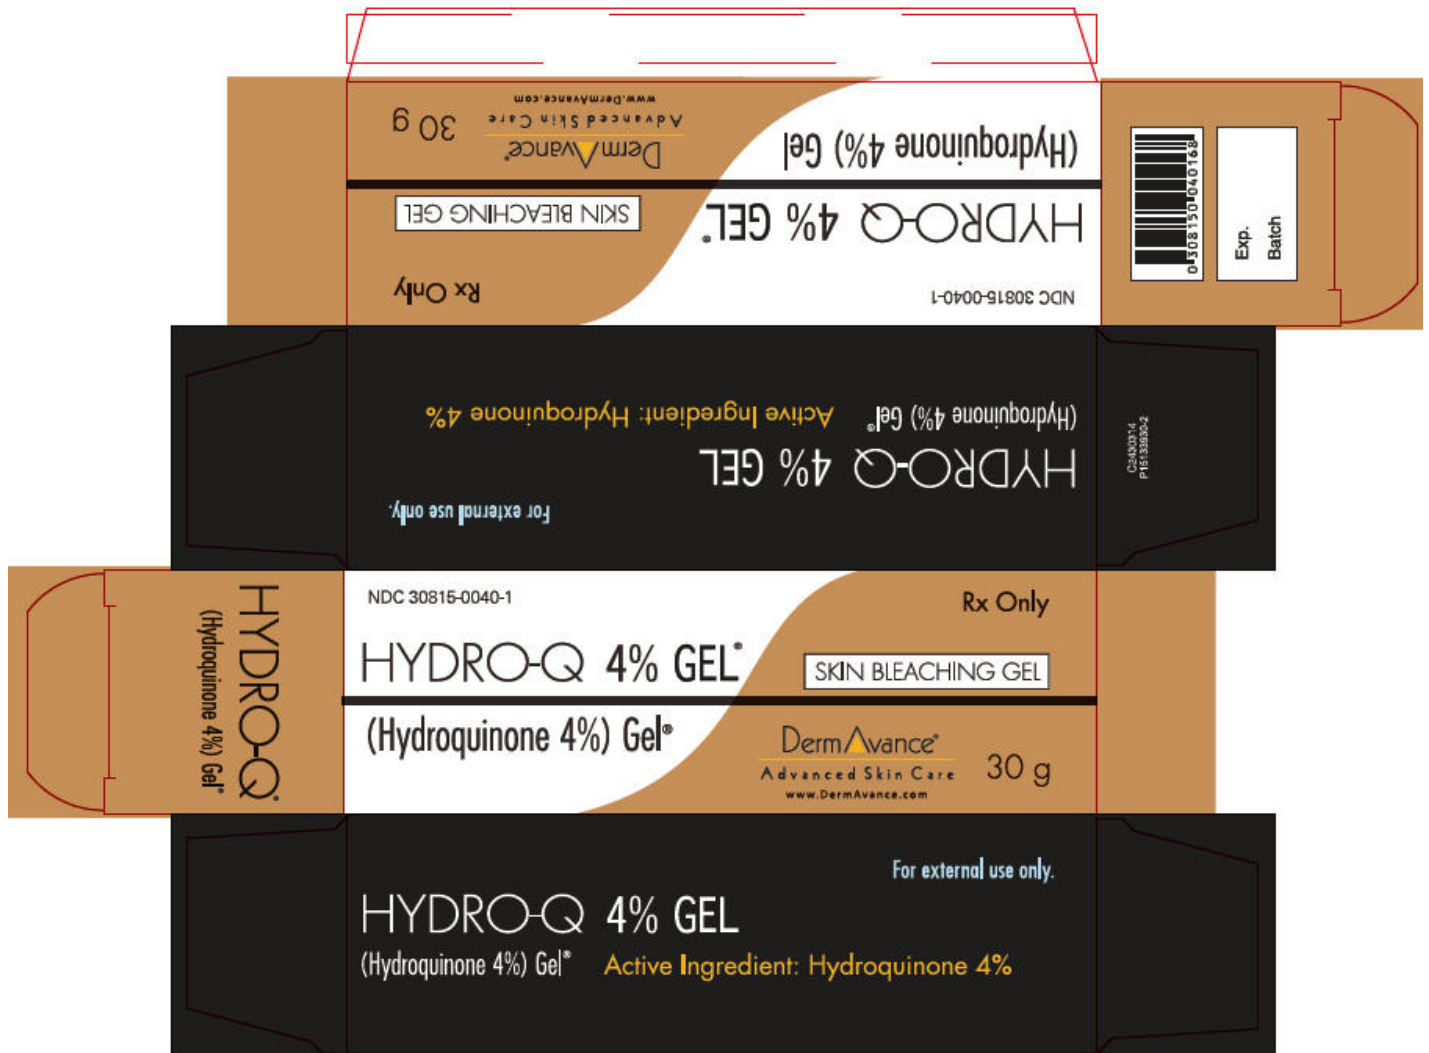 www.DermAvance.com
Advanced Skin Care
30 g
DermAvance®
(Hydroquinone 4%) Gel
SKIN BLEACHING GEL
HYDRO-Q 4% GEL®
Rx Only
NDC 30815-0040-1
0 308150 040168
Exp.
Batch
Active Ingredient: Hydroquinone 4%
(Hydroquinone 4%) Gel®
HYDRO-Q 4% GEL
For external use only.
C2430314
P15133930-2
HYDRO-Q®
(Hydroquinone 4%) Gel®
NDC 30815-0040-1
Rx Only
HYDRO-Q 4% GEL®
SKIN BLEACHING GEL
(Hydroquinone 4%) Gel®
DermAvance®
Advanced Skin Care
30 g
www.DermAvance.com
For external use only.
HYDRO-Q 4% GEL
(Hydroquinone 4%) Gel®
Active Ingredient: Hydroquinone 4%